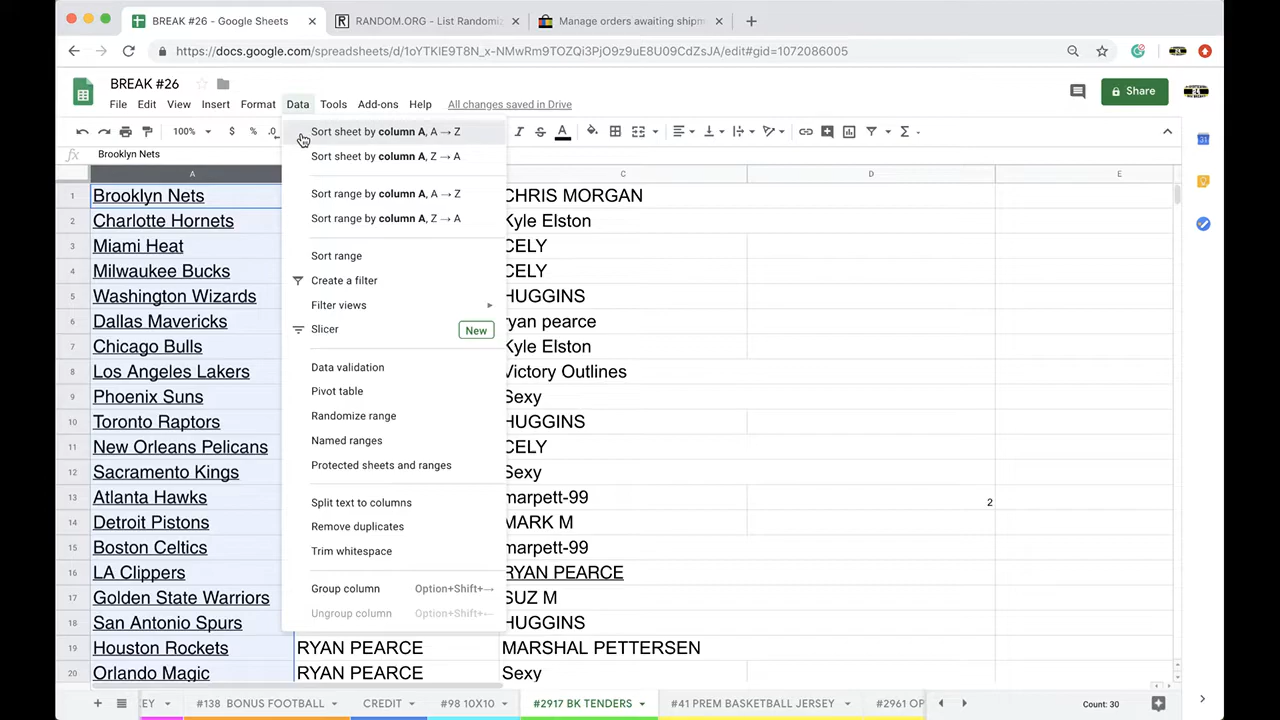 BREAK #26 - Google Sheets
RANDOM.ORG - List Randomiz
Manage orders awaiting shipm
https://docs.google.com/spreadsheets/d/1oYTKIE9T8N_x-NMwRm9TOZQi3PjO9z9uE8U09CdZsJA/edit#gid=1072086005
BREAK #26
File Edit View Insert Format Data Tools Add-ons Help All changes saved in Drive
Share
100% $ % .0
fx Brooklyn Nets
Sort sheet by column A, A → Z
Sort sheet by column A, Z → A
Sort range by column A, A → Z
Sort range by column A, Z → A
Sort range
Create a filter
Filter views
Slicer New
Data validation
Pivot table
Randomize range
Named ranges
Protected sheets and ranges
Split text to columns
Remove duplicates
Trim whitespace
Group column Option+Shift+→
Ungroup column Option+Shift+←
A C D E
1 Brooklyn Nets CHRIS MORGAN
2 Charlotte Hornets Kyle Elston
3 Miami Heat CELY
4 Milwaukee Bucks CELY
5 Washington Wizards HUGGINS
6 Dallas Mavericks ryan pearce
7 Chicago Bulls Kyle Elston
8 Los Angeles Lakers Victory Outlines
9 Phoenix Suns Sexy
10 Toronto Raptors HUGGINS
11 New Orleans Pelicans CELY
12 Sacramento Kings Sexy
13 Atlanta Hawks marpett-99 2
14 Detroit Pistons MARK M
15 Boston Celtics marpett-99
16 LA Clippers RYAN PEARCE
17 Golden State Warriors SUZ M
18 San Antonio Spurs HUGGINS
19 Houston Rockets RYAN PEARCE MARSHAL PETTERSEN
20 Orlando Magic RYAN PEARCE Sexy
EY #138 BONUS FOOTBALL CREDIT #98 10X10 #2917 BK TENDERS #41 PREM BASKETBALL JERSEY #2961 OP
Count: 30